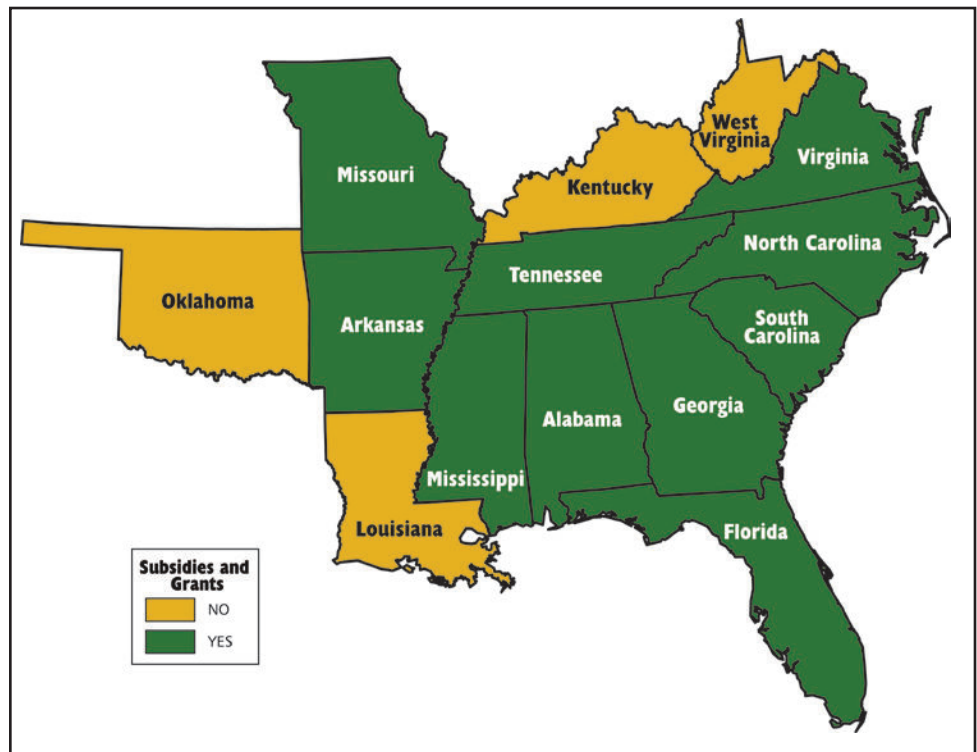 West
Virginia
Virginia
Missouri
Kentucky
North Carolina
Tennessee
Oklahoma
Arkansas
South
Carolina
Georgia
Alabama
Mississippi
Louisiana
Florida
Subsidies and
Grants
NO
YES